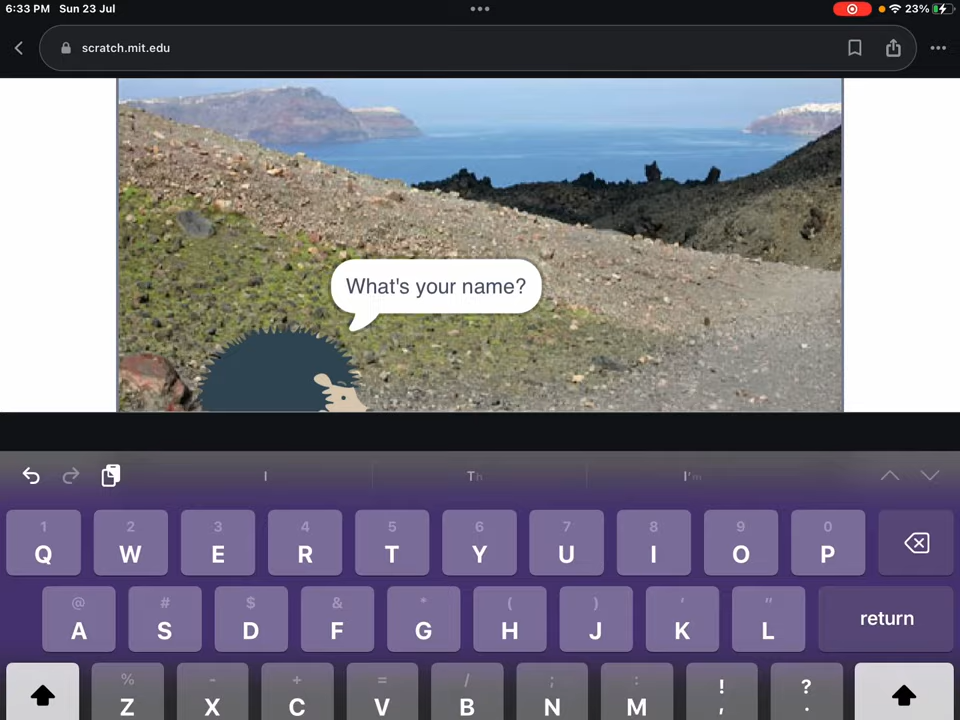 6:33 PM Sun 23 Jul
23%
scratch.mit.edu
What's your name?
I Th I'm
1 2 3 4 5 6 7 8 9 0
Q W E R T Y U I O P
@ # $ & * ( ) ' "
A S D F G H J K L return
% - + = / ; : ! ?
Z X C V B N M , .